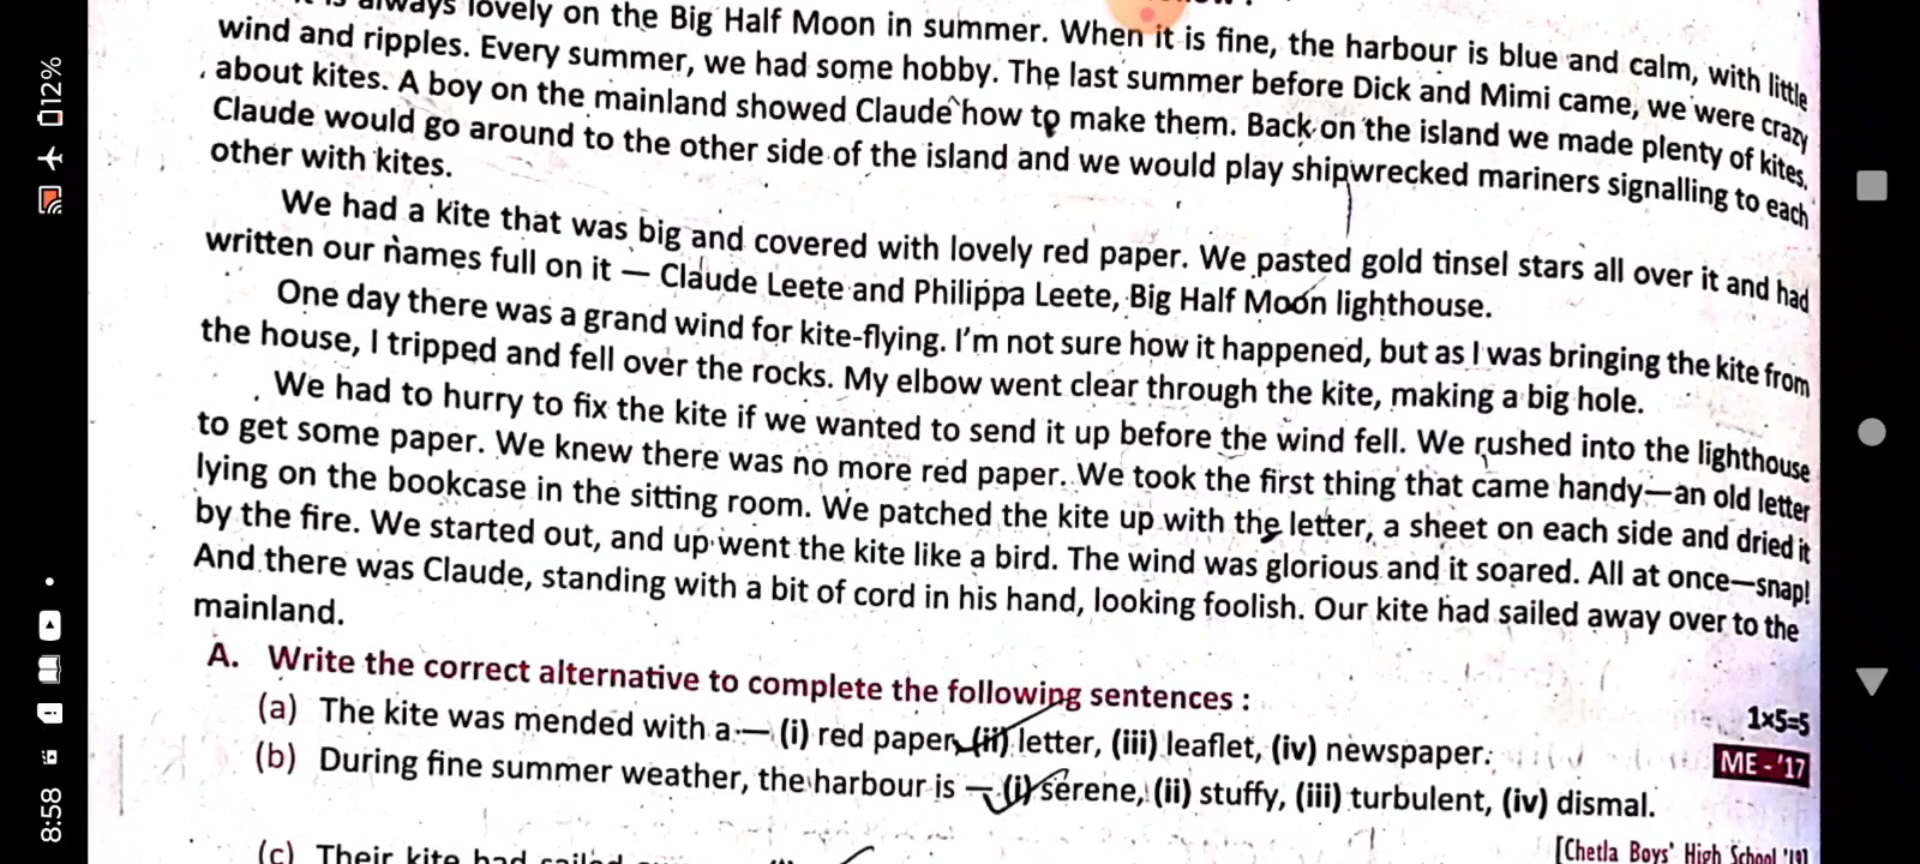 always lovely on the Big Half Moon in summer. When it is fine, the harbour is blue and calm, with little
wind and ripples. Every summer, we had some hobby. The last summer before Dick and Mimi came, we were crazy
about kites. A boy on the mainland showed Claude how to make them. Back on the island we made plenty of kites.
Claude would go around to the other side of the island and we would play shipwrecked mariners signalling to each
other with kites.
We had a kite that was big and covered with lovely red paper. We pasted gold tinsel stars all over it and had
written our names full on it — Claude Leete and Philippa Leete, Big Half Moon lighthouse.
One day there was a grand wind for kite-flying. I'm not sure how it happened, but as I was bringing the kite from
the house, I tripped and fell over the rocks. My elbow went clear through the kite, making a big hole.
We had to hurry to fix the kite if we wanted to send it up before the wind fell. We rushed into the lighthouse
to get some paper. We knew there was no more red paper. We took the first thing that came handy—an old letter
lying on the bookcase in the sitting room. We patched the kite up with the letter, a sheet on each side and dried it
by the fire. We started out, and up went the kite like a bird. The wind was glorious and it soared. All at once—snap!
And there was Claude, standing with a bit of cord in his hand, looking foolish. Our kite had sailed away over to the
mainland.
A. Write the correct alternative to complete the following sentences :
1×5=5
(a) The kite was mended with a — (i) red paper, (ii) letter, (iii) leaflet, (iv) newspaper.
ME - '17
(b) During fine summer weather, the harbour is — (i) serene, (ii) stuffy, (iii) turbulent, (iv) dismal.
[Chetla Boys' High School '19]
(c) Their kite had sailed
12%
8:58